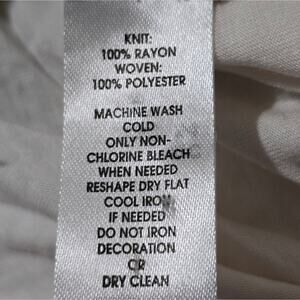 KNIT:
100% RAYON
WOVEN:
100% POLYESTER
MACHINE WASH
COLD
ONLY NON-
CHLORINE BLEACH
WHEN NEEDED
RESHAPE DRY FLAT
COOL IRON
IF NEEDED
DO NOT IRON
DECORATION
OR
DRY CLEAN